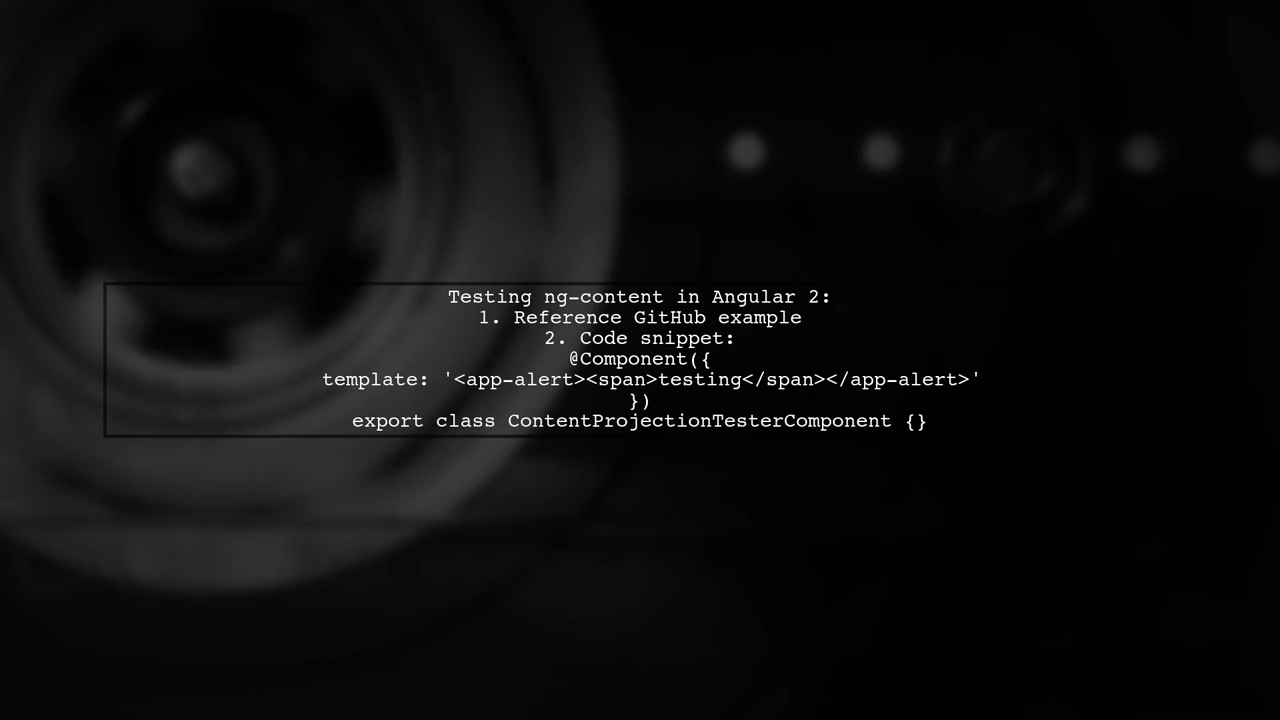 Testing ng-content in Angular 2:
1. Reference GitHub example
2. Code snippet:
@Component({
template: '<app-alert><span>testing</span></app-alert>'
})
export class ContentProjectionTesterComponent {}